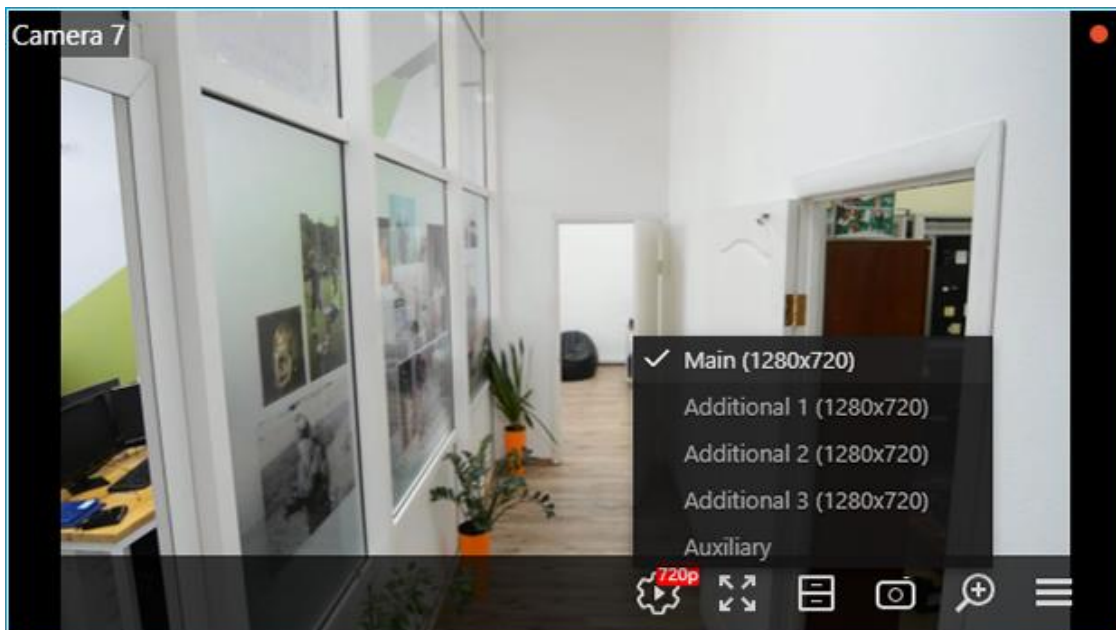 Camera 7
Main (1280x720)
Additional 1 (1280x720)
Additional 2 (1280x720)
Additional 3 (1280x720)
Auxiliary
720p